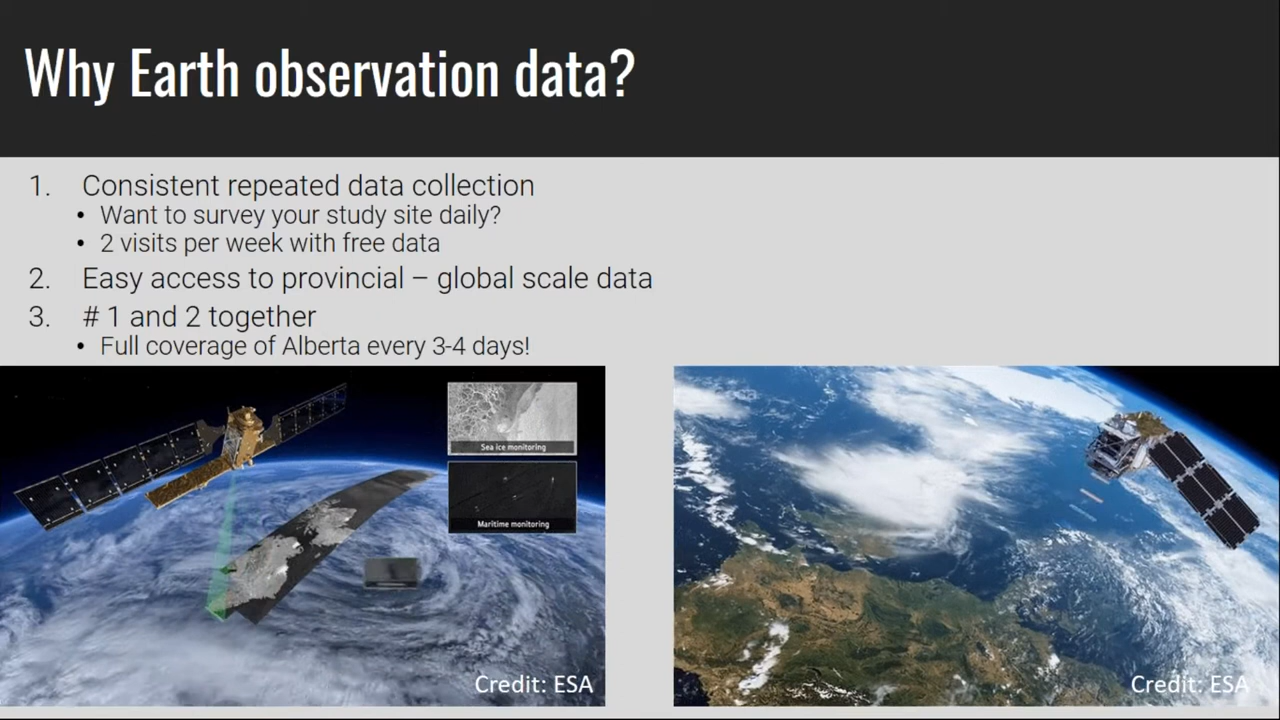 Why Earth observation data?
1. Consistent repeated data collection
• Want to survey your study site daily?
• 2 visits per week with free data
2. Easy access to provincial – global scale data
3. # 1 and 2 together
• Full coverage of Alberta every 3-4 days!
Sea ice monitoring
Maritime monitoring
Credit: ESA
Credit: ESA